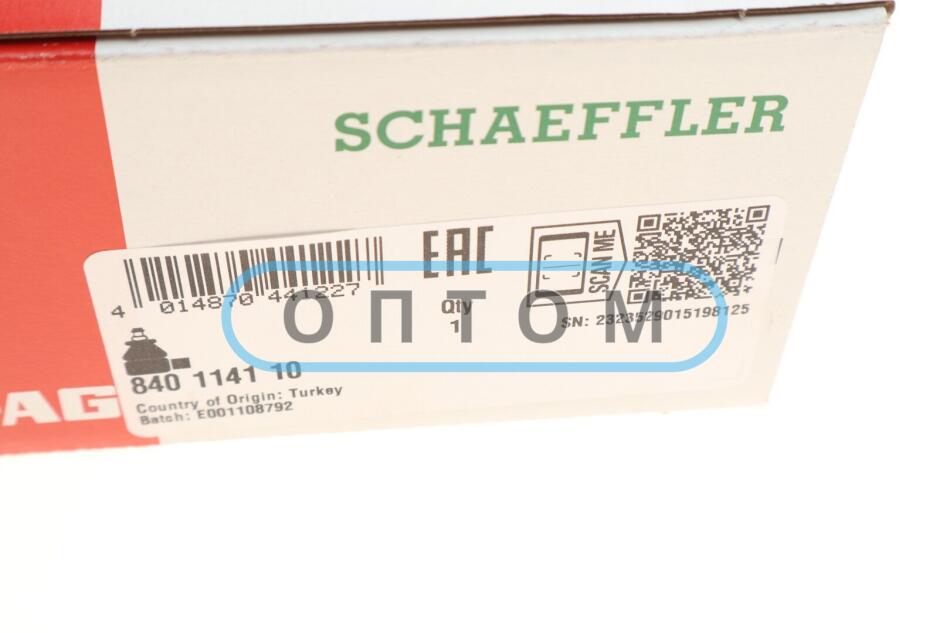 SCHAEFFLER
EAC
SCAN ME
4 014870 441227
Qty
1
SN: 2323529015198125
ОПТОМ
840 1141 10
Country of Origin: Turkey
Batch: E001108792
AG